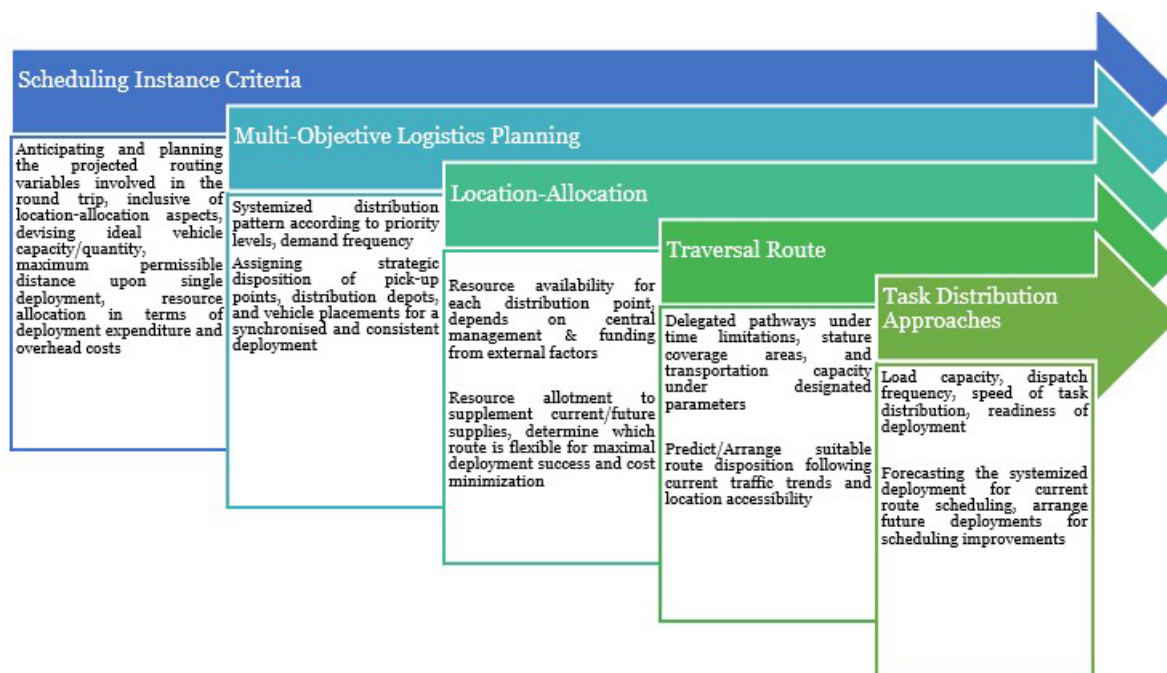 Scheduling Instance Criteria
Anticipating and planning
the projected routing
variables involved in the
round trip, inclusive of
location-allocation aspects,
devising ideal vehicle
capacity/quantity,
maximum permissible
distance upon single
deployment, resource
allocation in terms of
deployment expenditure and
overhead costs
Multi-Objective Logistics Planning
Systemized distribution
pattern according to priority
levels, demand frequency
Assigning strategic
disposition of pick-up
points, distribution depots,
and vehicle placements for a
synchronised and consistent
deployment
Location-Allocation
Resource availability for
each distribution point,
depends on central
management & funding
from external factors
Resource allotment to
supplement current/future
supplies, determine which
route is flexible for maximal
deployment success and cost
minimization
Traversal Route
Delegated pathways under
time limitations, stature
coverage areas, and
transportation capacity
under designated
parameters
Predict/Arrange suitable
route disposition following
current traffic trends and
location accessibility
Task Distribution
Approaches
Load capacity, dispatch
frequency, speed of task
distribution, readiness of
deployment
Forecasting the systemized
deployment for current
route scheduling, arrange
future deployments for
scheduling improvements